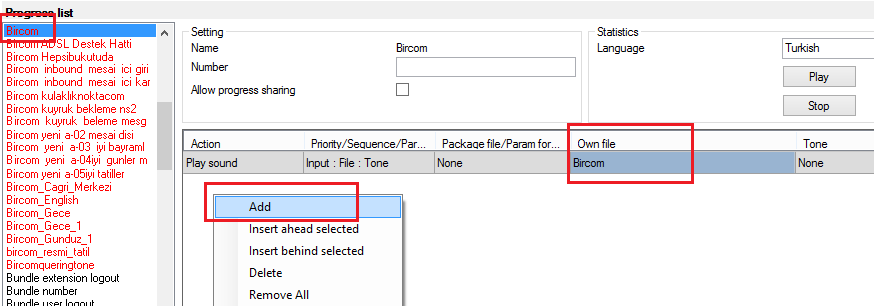 Progress list
Bircom
Bircom ADSL Destek Hatti
Bircom Hepsibukutuda
Bircom inbound mesai ici giri
Bircom inbound mesai ici kar
Bircom kulaklıknoktacom
Bircom kuyruk bekleme ns2
Bircom kuyruk bekleme mesg
Bircom yeni a-02 mesai disi
Bircom yeni a-03 iyi bayraml
Bircom yeni a-04iyi gunler m
Bircom yeni a-05iyi tatiller
Bircom_Cagri_Merkezi
Bircom_English
Bircom_Gece
Bircom_Gece_1
Bircom_Gunduz_1
bircom_resmi_tatil
Bircomqueringtone
Bundle extension logout
Bundle number
Bundle user logout
Setting
Name Bircom
Number
Allow progress sharing
Statistics
Language Turkish
Play
Stop
Action Priority/Sequence/Par... Package file/Param for... Own file Tone
Play sound Input : File : Tone None Bircom None
Add
Insert ahead selected
Insert behind selected
Delete
Remove All